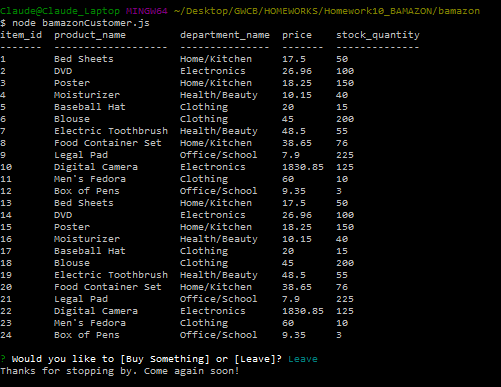 Claude@Claude_Laptop MINGW64 ~/Desktop/GWCB/HOMEWORKS/Homework10_BAMAZON/bamazon
$ node bamazonCustomer.js
item_id  product_name         department_name  price    stock_quantity
-------  -------------------  ---------------  -------  --------------
1        Bed Sheets           Home/Kitchen     17.5     50
2        DVD                  Electronics      26.96    100
3        Poster               Home/Kitchen     18.25    150
4        Moisturizer          Health/Beauty    10.15    40
5        Baseball Hat         Clothing         20       15
6        Blouse               Clothing         45       200
7        Electric Toothbrush  Health/Beauty    48.5     55
8        Food Container Set   Home/Kitchen     38.65    76
9        Legal Pad            Office/School    7.9      225
10       Digital Camera       Electronics      1830.85  125
11       Men's Fedora         Clothing         60       10
12       Box of Pens          Office/School    9.35     3
13       Bed Sheets           Home/Kitchen     17.5     50
14       DVD                  Electronics      26.96    100
15       Poster               Home/Kitchen     18.25    150
16       Moisturizer          Health/Beauty    10.15    40
17       Baseball Hat         Clothing         20       15
18       Blouse               Clothing         45       200
19       Electric Toothbrush  Health/Beauty    48.5     55
20       Food Container Set   Home/Kitchen     38.65    76
21       Legal Pad            Office/School    7.9      225
22       Digital Camera       Electronics      1830.85  125
23       Men's Fedora         Clothing         60       10
24       Box of Pens          Office/School    9.35     3
? Would you like to [Buy Something] or [Leave]? Leave
Thanks for stopping by. Come again soon!